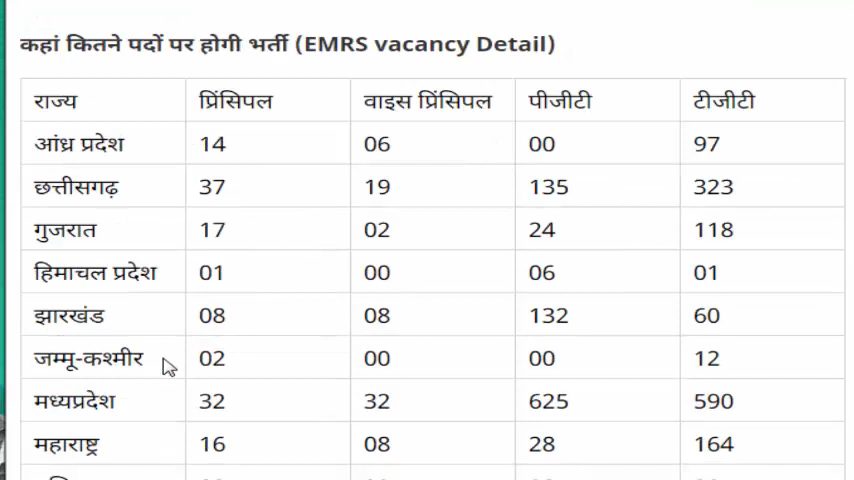 कहां कितने पदों पर होगी भर्ती (EMRS vacancy Detail)
राज्य प्रिंसिपल वाइस प्रिंसिपल पीजीटी टीजीटी
आंध्र प्रदेश 14 06 00 97
छत्तीसगढ़ 37 19 135 323
गुजरात 17 02 24 118
हिमाचल प्रदेश 01 00 06 01
झारखंड 08 08 132 60
जम्मू-कश्मीर 02 00 00 12
मध्यप्रदेश 32 32 625 590
महाराष्ट्र 16 08 28 164